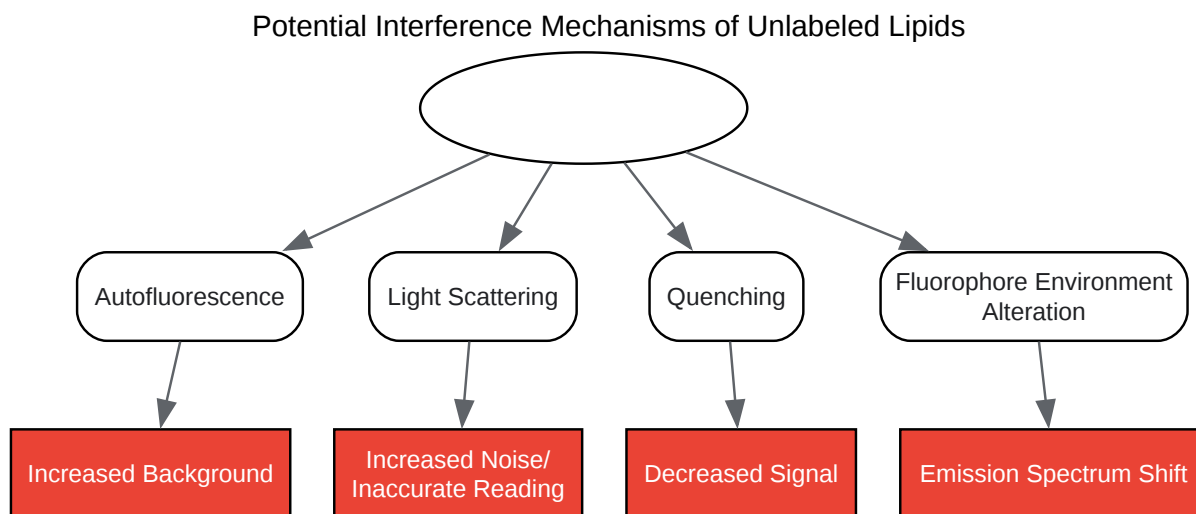 Potential Interference Mechanisms of Unlabeled Lipids
Autofluorescence
Light Scattering
Quenching
Fluorophore Environment
Alteration
Increased Background
Increased Noise/
Inaccurate Reading
Decreased Signal
Emission Spectrum Shift